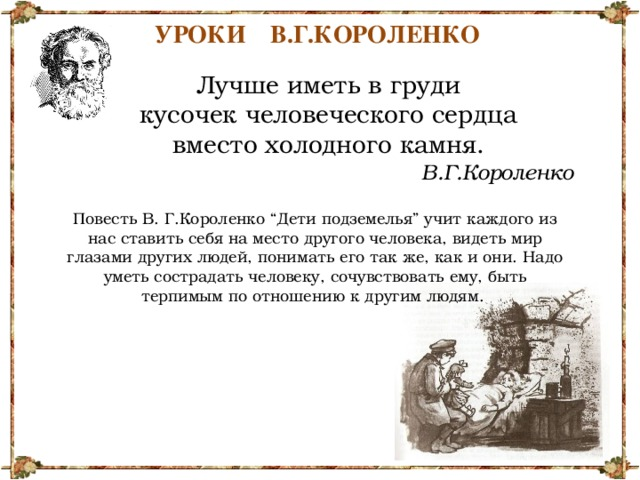 УРОКИ В.Г.КОРОЛЕНКО
Лучше иметь в груди
кусочек человеческого сердца
вместо холодного камня.
В.Г.Короленко
Повесть В. Г.Короленко “Дети подземелья” учит каждого из
нас ставить себя на место другого человека, видеть мир
глазами других людей, понимать его так же, как и они. Надо
уметь сострадать человеку, сочувствовать ему, быть
терпимым по отношению к другим людям.